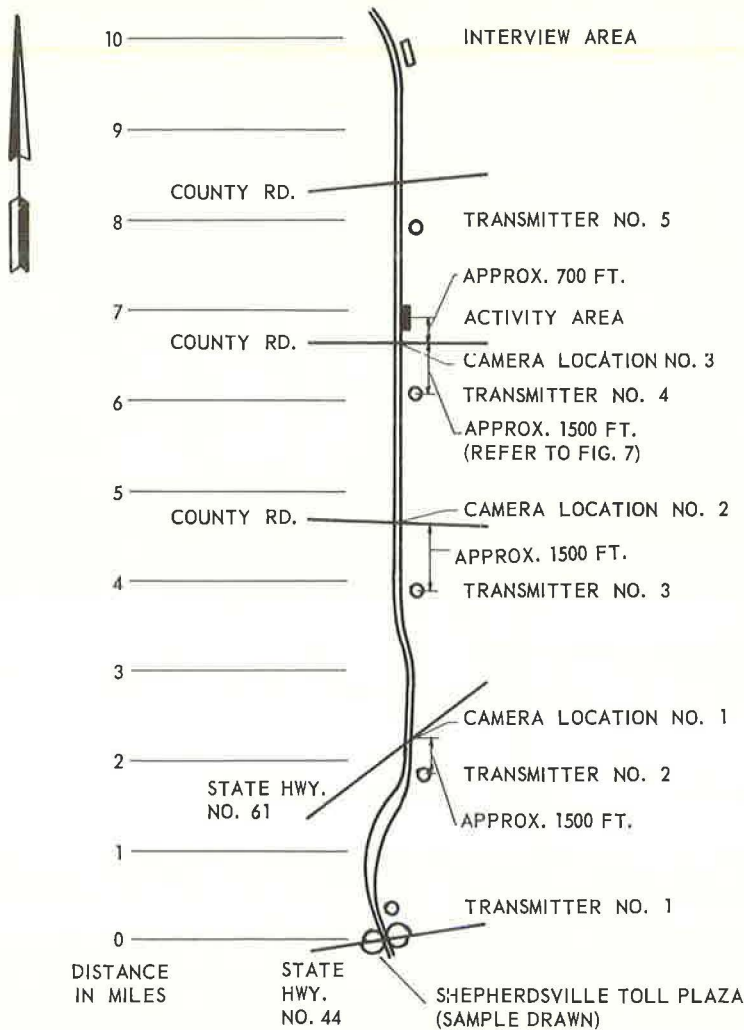 10
INTERVIEW AREA
9
COUNTY RD.
8
TRANSMITTER NO. 5
APPROX. 700 FT.
7
ACTIVITY AREA
COUNTY RD.
CAMERA LOCATION NO. 3
6
TRANSMITTER NO. 4
APPROX. 1500 FT.
(REFER TO FIG. 7)
5
CAMERA LOCATION NO. 2
COUNTY RD.
APPROX. 1500 FT.
4
TRANSMITTER NO. 3
3
CAMERA LOCATION NO. 1
2
TRANSMITTER NO. 2
STATE HWY.
NO. 61
APPROX. 1500 FT.
1
TRANSMITTER NO. 1
0
DISTANCE
IN MILES
STATE
HWY.
NO. 44
SHEPHERDSVILLE TOLL PLAZA
(SAMPLE DRAWN)